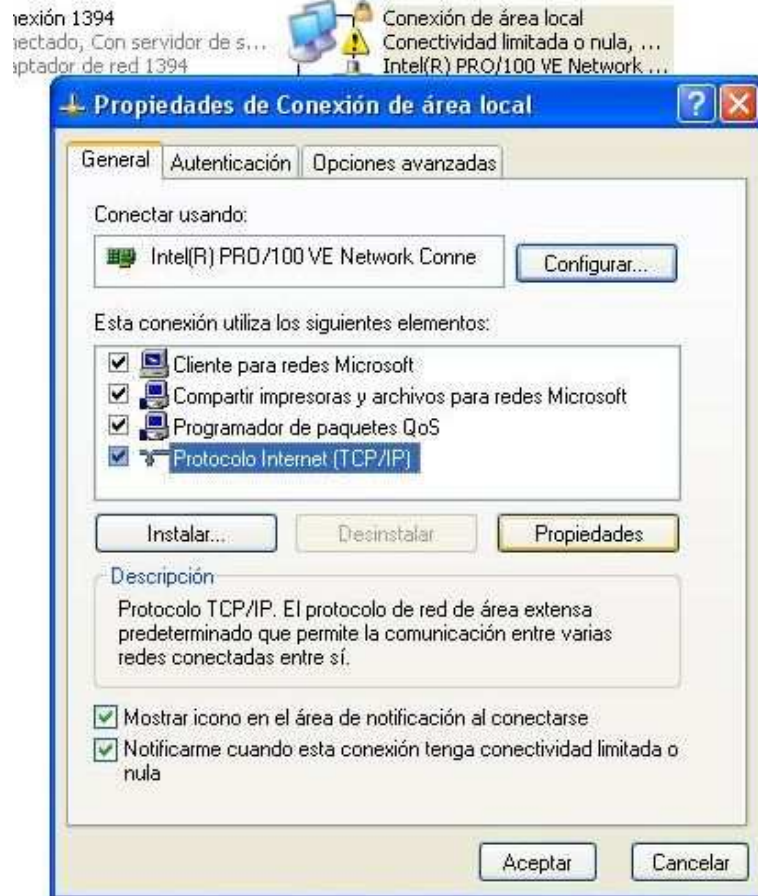 nexión 1394
nectado, Con servidor de s...
aptador de red 1394
Conexión de área local
Conectividad limitada o nula, ...
Intel(R) PRO/100 VE Network ...
Propiedades de Conexión de área local
General
Autenticación
Opciones avanzadas
Conectar usando:
Intel(R) PRO/100 VE Network Conne
Configurar...
Esta conexión utiliza los siguientes elementos:
Cliente para redes Microsoft
Compartir impresoras y archivos para redes Microsoft
Programador de paquetes QoS
Protocolo Internet (TCP/IP)
Instalar...
Desinstalar
Propiedades
Descripción
Protocolo TCP/IP. El protocolo de red de área extensa
predeterminado que permite la comunicación entre varias
redes conectadas entre sí.
Mostrar icono en el área de notificación al conectarse
Notificarme cuando esta conexión tenga conectividad limitada o
nula
Aceptar
Cancelar